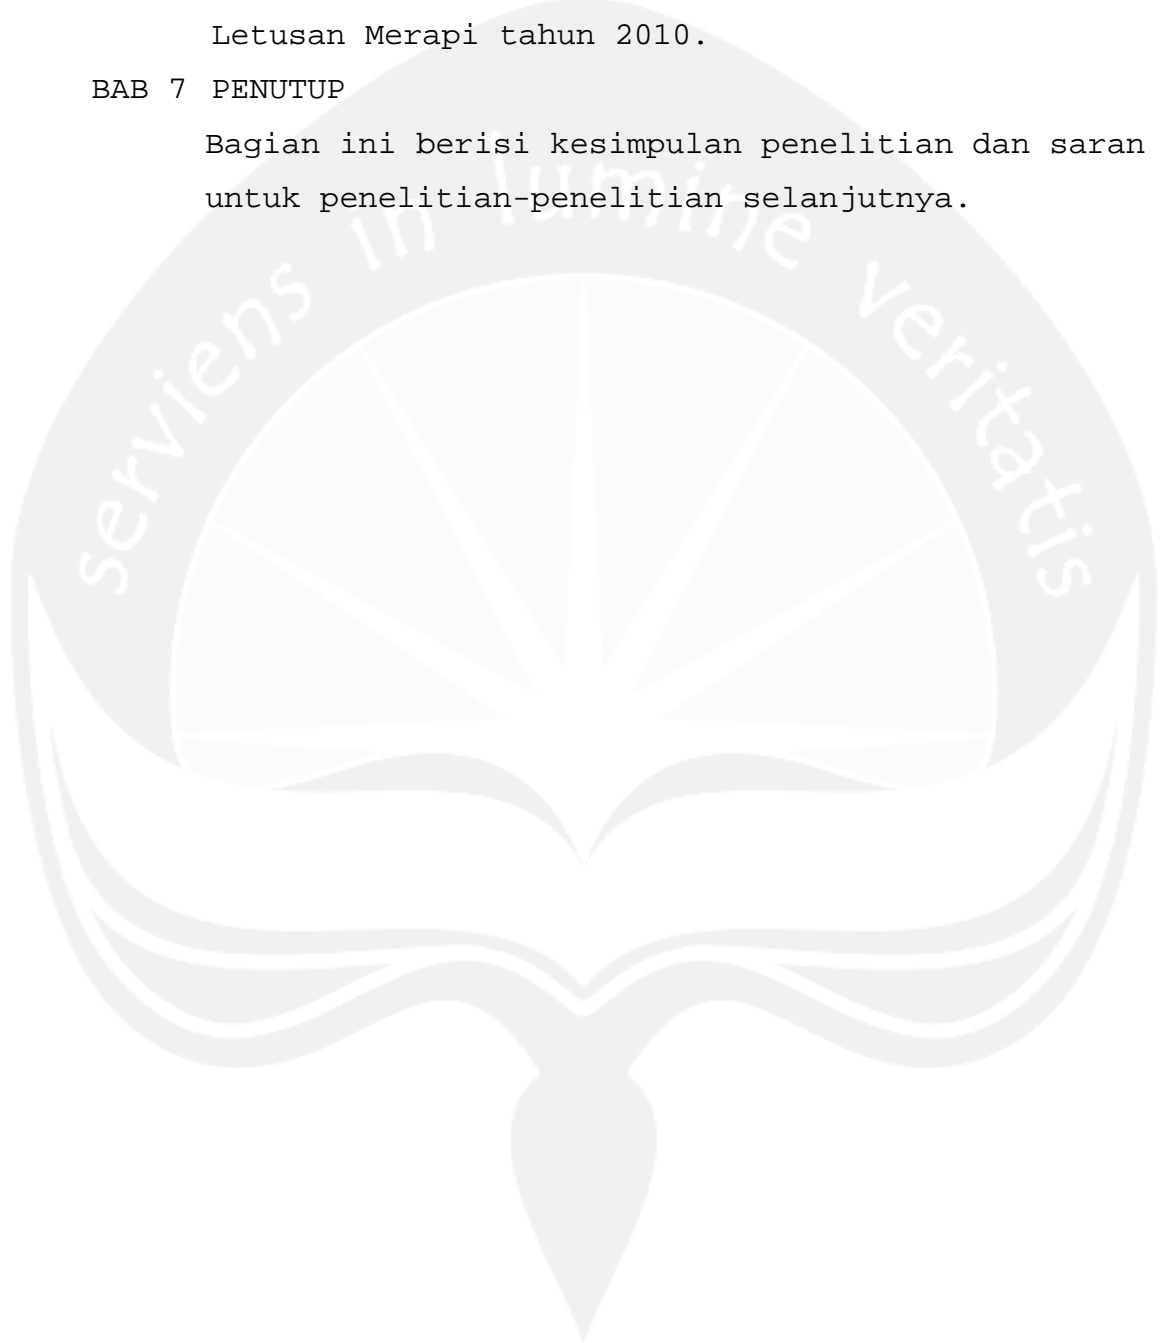 Letusan Merapi tahun 2010.
BAB 7 PENUTUP
Bagian ini berisi kesimpulan penelitian dan saran
untuk penelitian-penelitian selanjutnya.
serviens in lumine veritatis